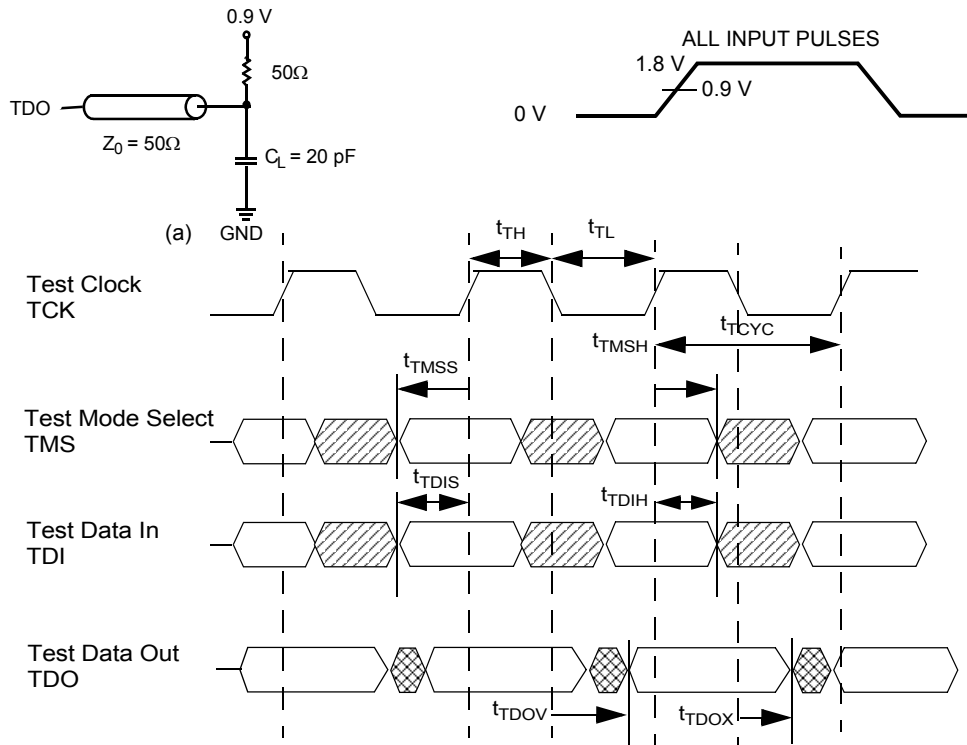 0.9 V
ALL INPUT PULSES
50Ω
1.8 V
0.9 V
TDO
0 V
Z0 = 50Ω
CL = 20 pF
(a)
GND
tTH
tTL
Test Clock
TCK
tTCYC
tTMSH
tTMSS
Test Mode Select
TMS
tTDIS
tTDIH
Test Data In
TDI
Test Data Out
TDO
tTDOV
tTDOX